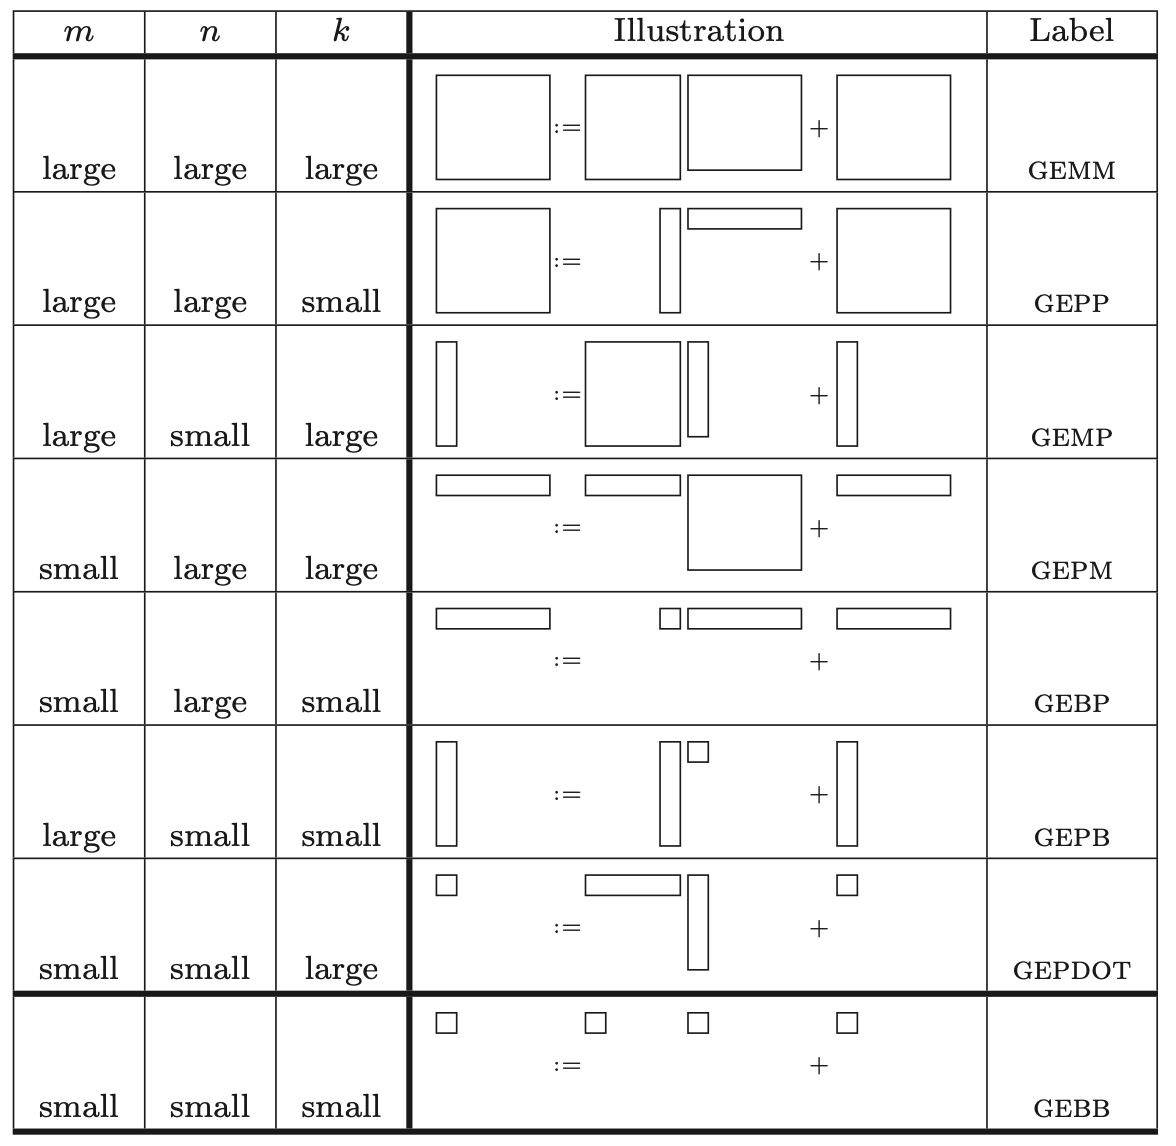 m n k Illustration Label
:= +
large large large GEMM
:= +
large large small GEPP
:= +
large small large GEMP
:= +
small large large GEPM
:= +
small large small GEBP
:= +
large small small GEPB
:= +
small small large GEPDOT
:= +
small small small GEBB